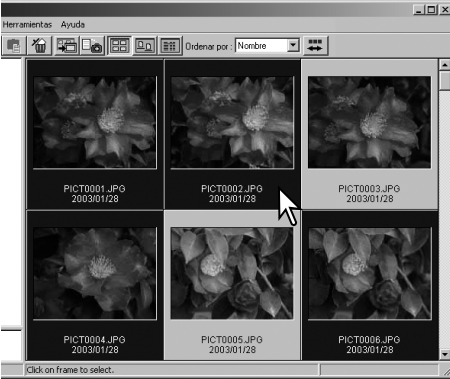 Herramientas Ayuda
Ordenar por : Nombre
PICT0001.JPG PICT0002.JPG PICT0003.JPG
2003/01/28 2003/01/28 2003/01/28
PICT0004.JPG PICT0005.JPG PICT0006.JPG
2003/01/28 2003/01/28 2003/01/28
Click on frame to select.